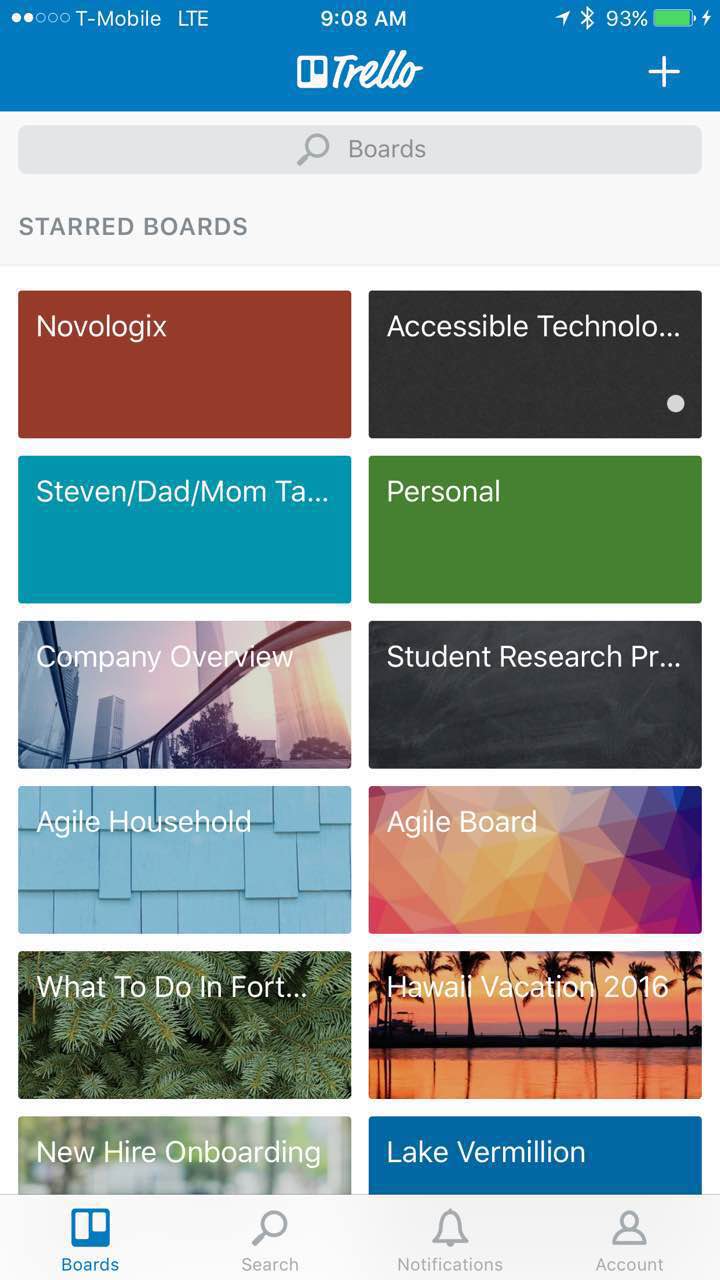 T-Mobile LTE 9:08 AM 93%
Trello
Boards
STARRED BOARDS
Novologix
Accessible Technolo...
Steven/Dad/Mom Ta...
Personal
Company Overview
Student Research Pr...
Agile Household
Agile Board
What To Do In Fort...
Hawaii Vacation 2016
New Hire Onboarding
Lake Vermillion
Boards Search Notifications Account